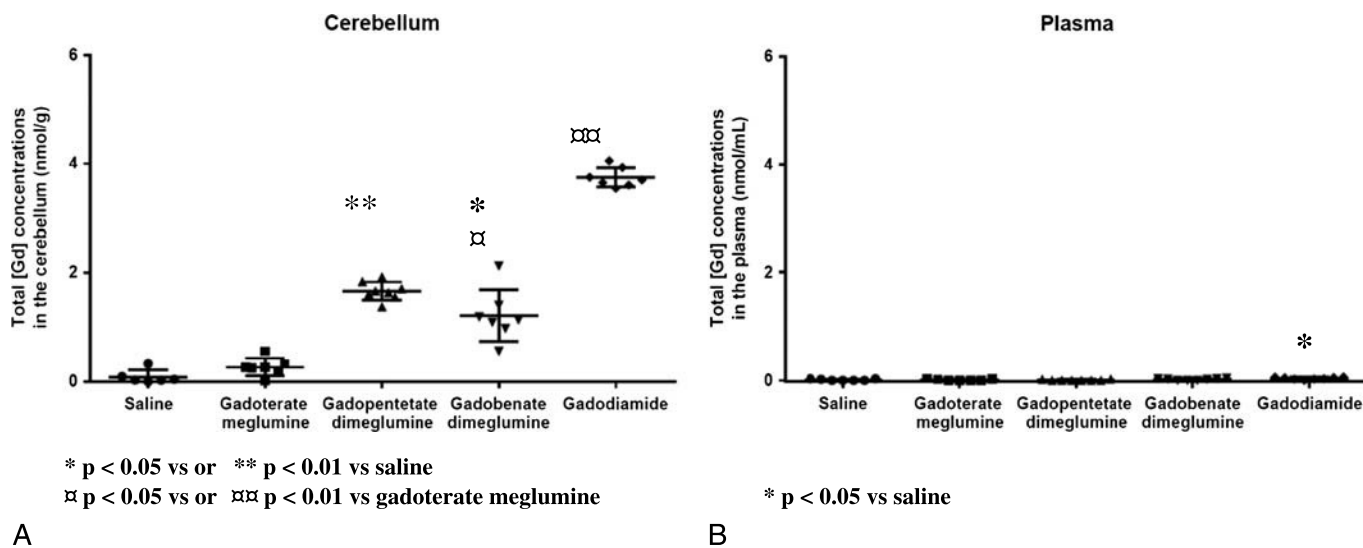 Cerebellum
Total [Gd] concentrations
in the cerebellum (nmol/g)
6
4
2
0
¤¤
**
*
¤
Saline
Gadoterate
meglumine
Gadopentetate
dimeglumine
Gadobenate
dimeglumine
Gadodiamide
* p < 0.05 vs or ** p < 0.01 vs saline
¤ p < 0.05 vs or ¤¤ p < 0.01 vs gadoterate meglumine
A
Plasma
Total [Gd] concentrations
in the plasma (nmol/mL)
6
4
2
0
*
Saline
Gadoterate
meglumine
Gadopentetate
dimeglumine
Gadobenate
dimeglumine
Gadodiamide
* p < 0.05 vs saline
B